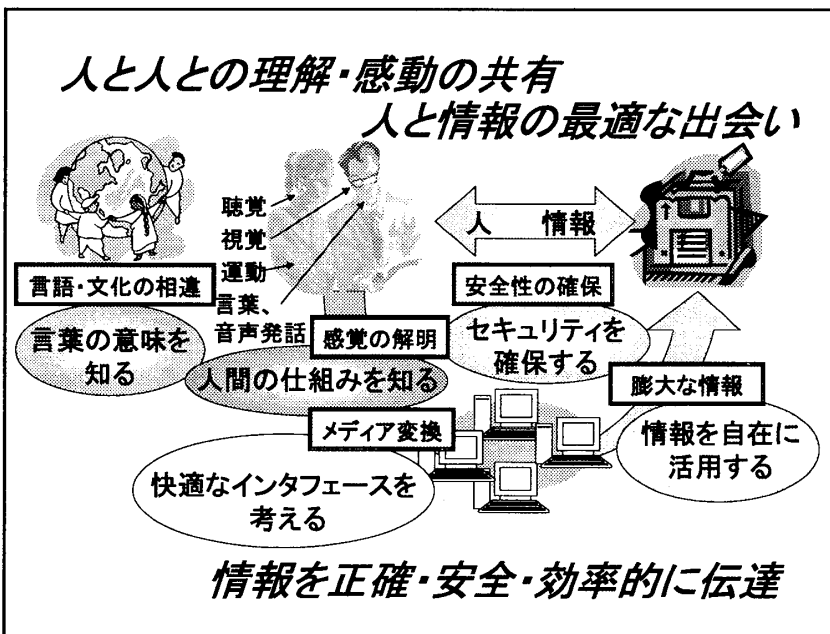 人と人との理解・感動の共有
人と情報の最適な出会い
聴覚
視覚
運動
言葉、
音声発話
人 情報
言語・文化の相違
言葉の意味を
知る
感覚の解明
人間の仕組みを知る
安全性の確保
セキュリティを
確保する
膨大な情報
情報を自在に
活用する
メディア変換
快適なインタフェースを
考える
情報を正確・安全・効率的に伝達